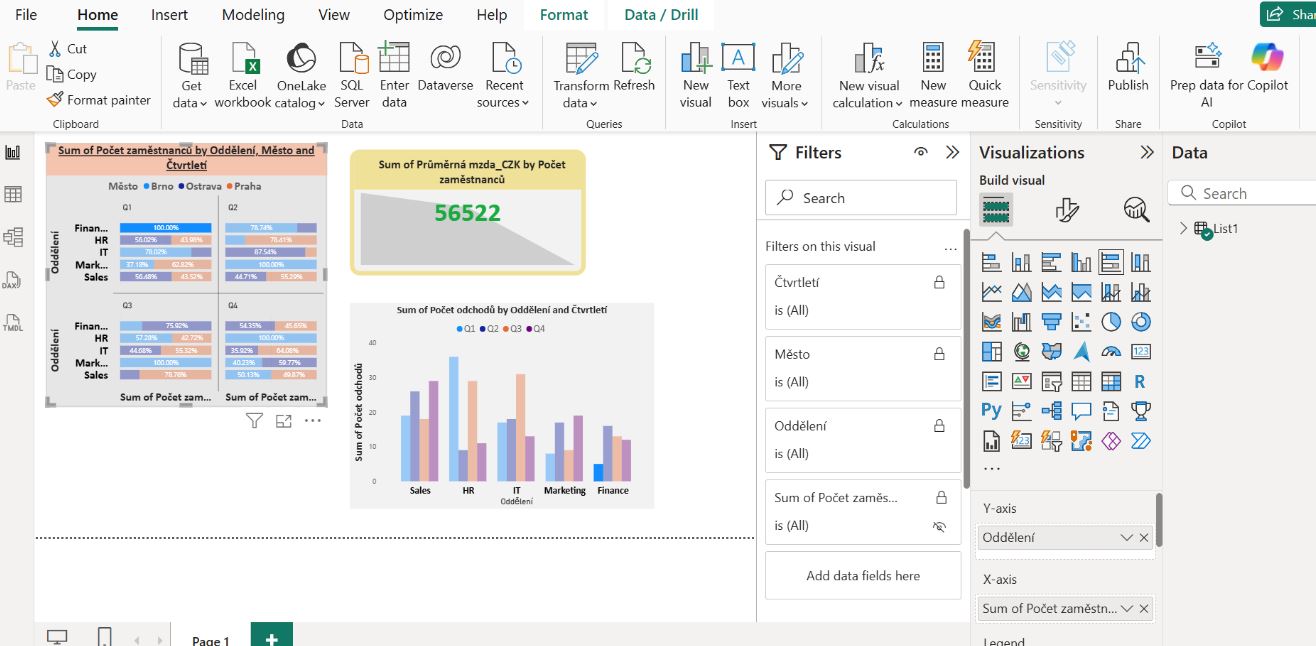 File Home Insert Modeling View Optimize Help Format Data / Drill Sha
Paste
Cut
Copy
Format painter
Get data
Excel workbook
OneLake catalog
SQL Server
Enter data
Dataverse
Recent sources
Transform data
Refresh
New visual
Text box
More visuals
New visual calculation
New measure
Quick measure
Sensitivity
Publish
Prep data for AI
Copilot
Clipboard Data Queries Insert Calculations Sensitivity Share Copilot
DAX
TMDL
Sum of Počet zaměstnanců by Oddělení, Město and
Čtvrtletí
Město Brno Ostrava Praha
Q1 Q2
Oddělení
Finan... 100.00% 78.74%
HR 56.02% 43.98% 78.41%
IT 78.02% 87.54%
Mark... 37.18% 62.82% 100.00%
Sales 56.48% 43.52% 44.71% 55.29%
Q3 Q4
Oddělení
Finan... 75.92% 54.35% 45.65%
HR 57.28% 42.72% 100.00%
IT 44.68% 55.32% 35.92% 64.08%
Mark... 100.00% 40.23% 59.77%
Sales 78.76% 50.13% 49.87%
Sum of Počet zam... Sum of Počet zam...
Sum of Průměrná mzda_CZK by Počet
zaměstnanců
56522
Sum of Počet odchodů by Oddělení and Čtvrtletí
Q1 Q2 Q3 Q4
Sum of Počet odchodů
40
30
20
10
0
Sales HR IT Marketing Finance
Oddělení
Page 1
Filters
Search
Filters on this visual ...
Čtvrtletí
is (All)
Město
is (All)
Oddělení
is (All)
Sum of Počet zaměs...
is (All)
Add data fields here
Visualizations
Build visual
123
R
Py
123
...
Y-axis
Oddělení
X-axis
Sum of Počet zaměstn...
Legend
Data
Search
List1